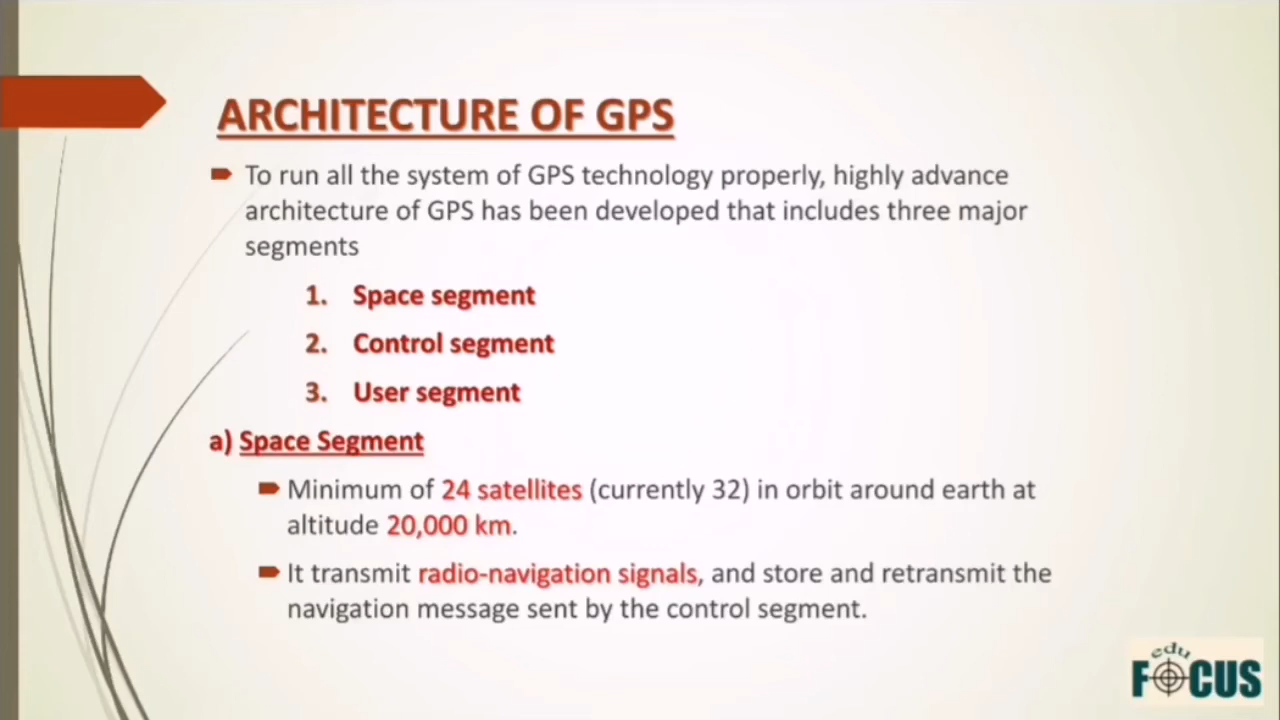 ARCHITECTURE OF GPS
To run all the system of GPS technology properly, highly advance
architecture of GPS has been developed that includes three major
segments
1. Space segment
2. Control segment
3. User segment
a) Space Segment
Minimum of 24 satellites (currently 32) in orbit around earth at
altitude 20,000 km.
It transmit radio-navigation signals, and store and retransmit the
navigation message sent by the control segment.
edu
FOCUS